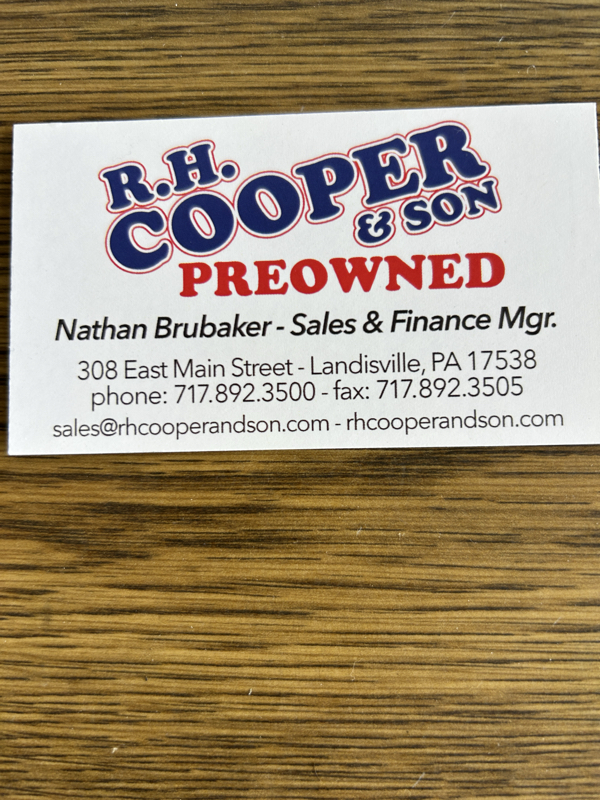 R.H.
COOPER
& SON
PREOWNED
Nathan Brubaker - Sales & Finance Mgr.
308 East Main Street - Landisville, PA 17538
phone: 717.892.3500 - fax: 717.892.3505
sales@rhcooperandson.com - rhcooperandson.com